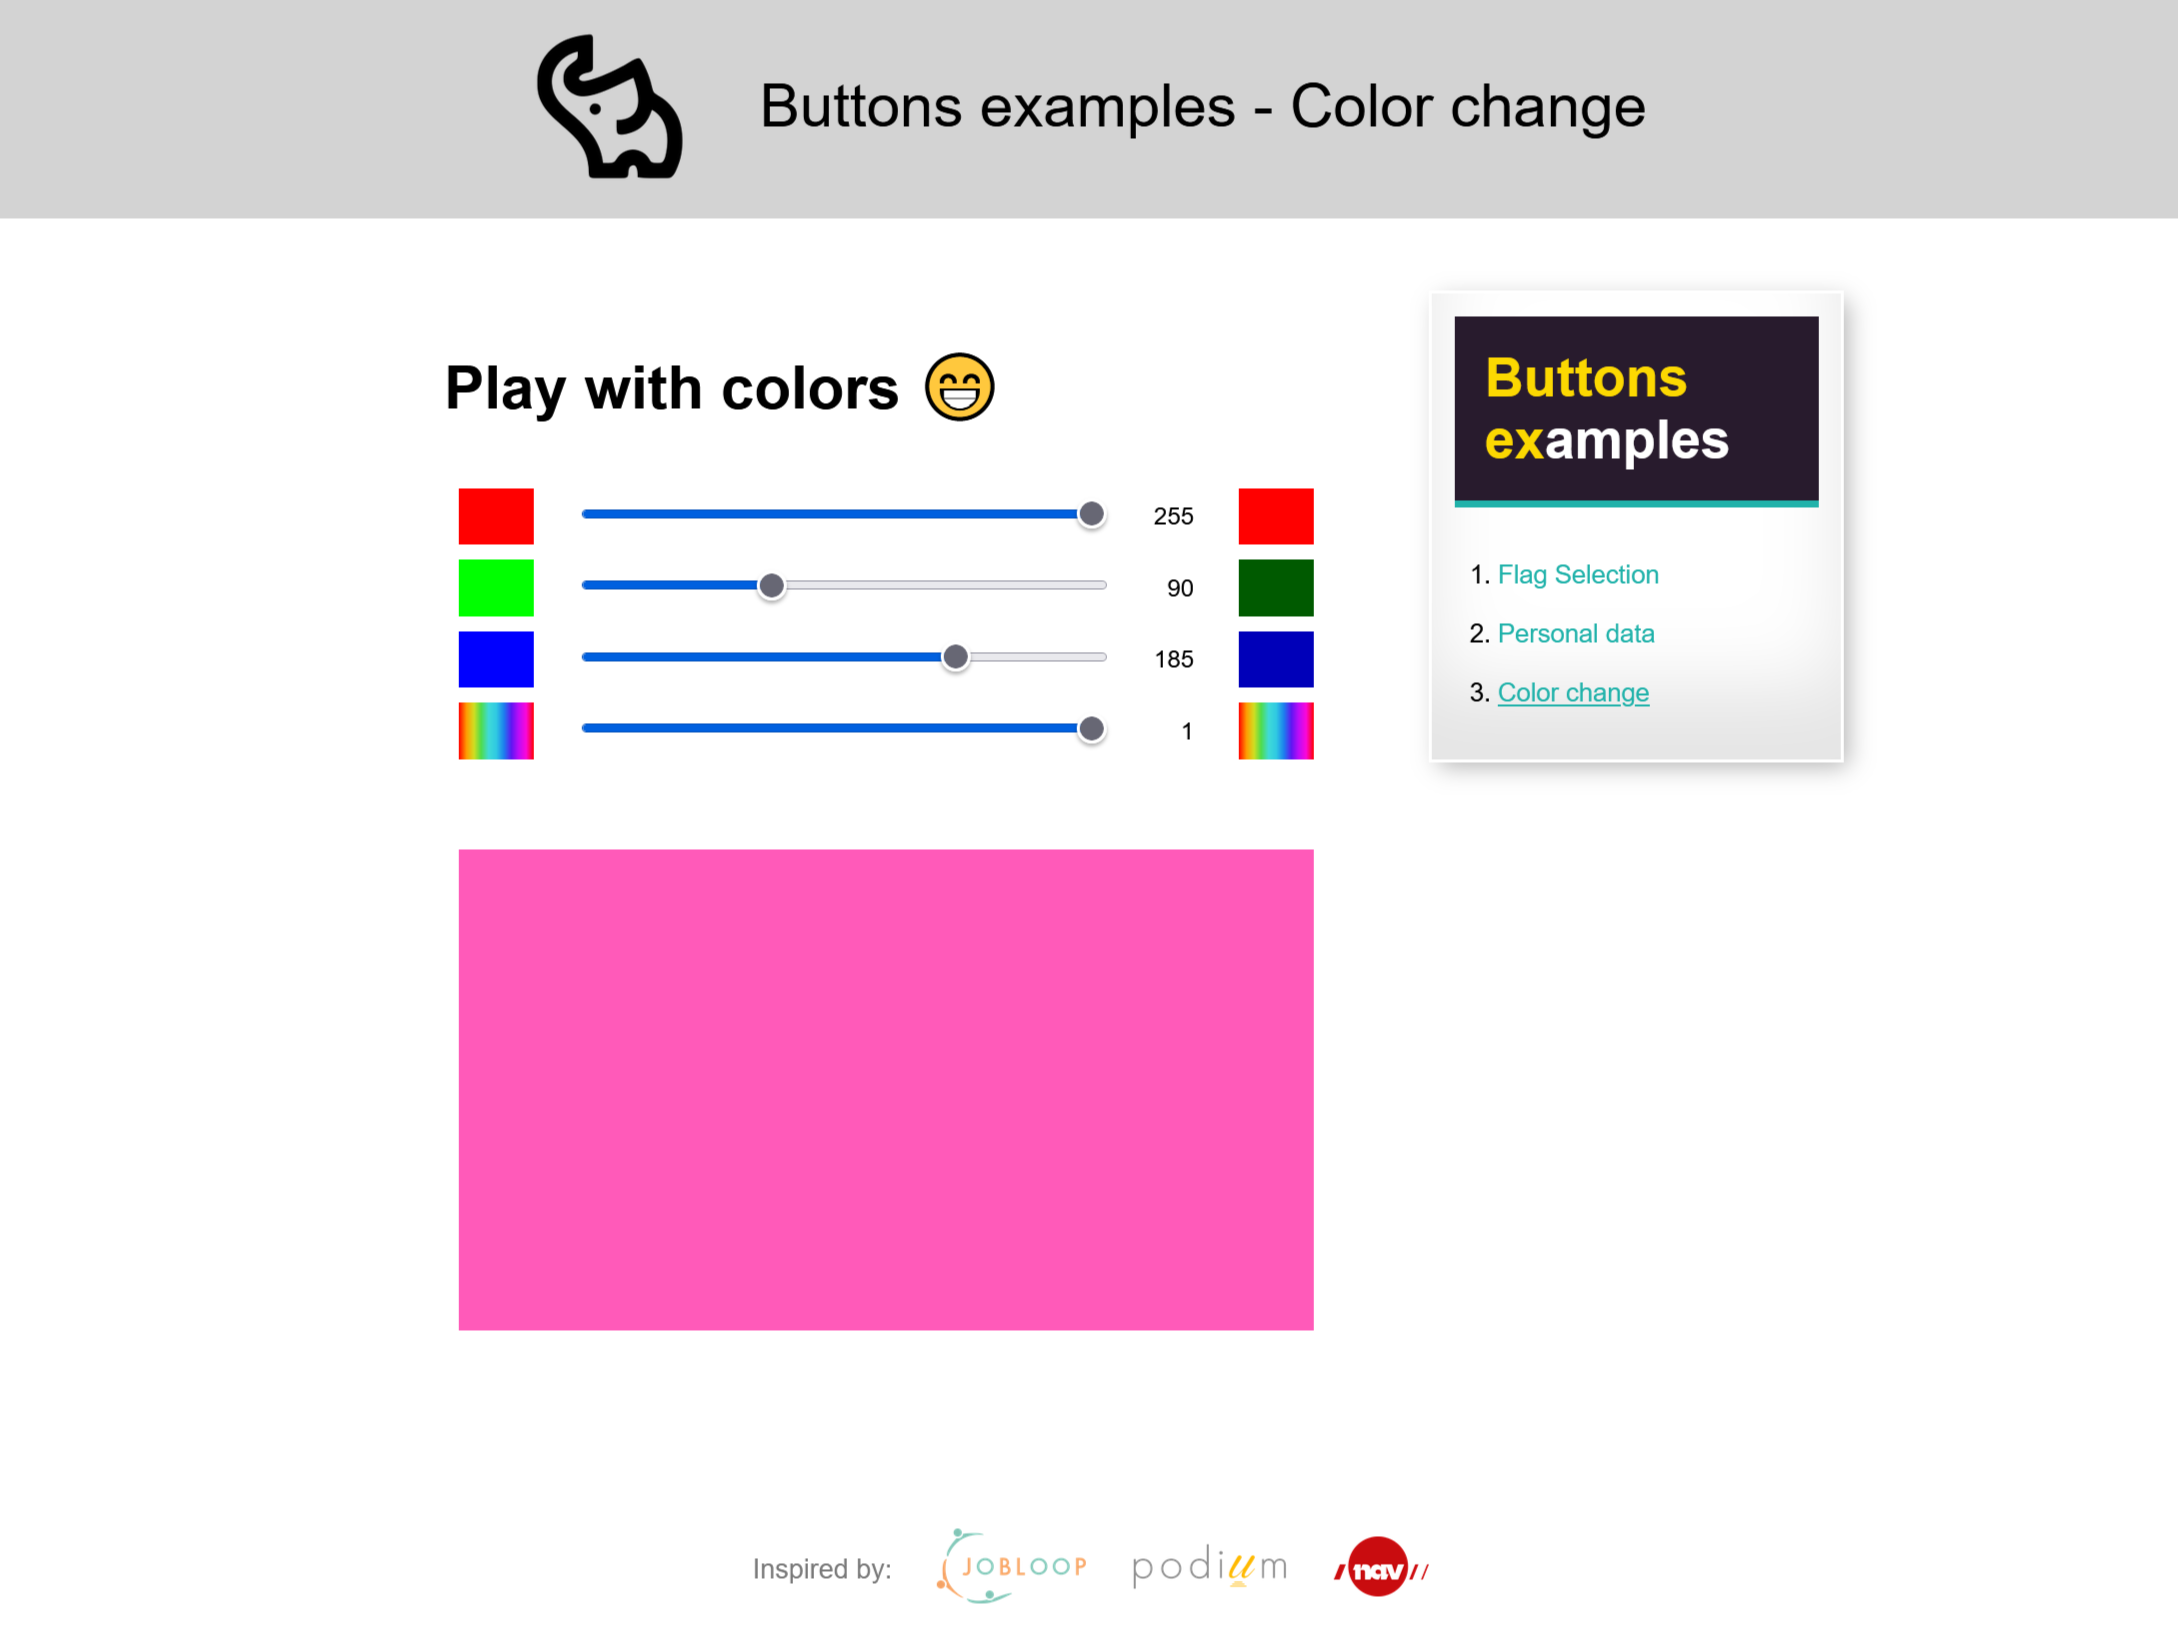 Buttons examples - Color change
Play with colors
255
90
185
1
Buttons
examples
1. Flag Selection
2. Personal data
3. Color change
Inspired by:
JOBLOOP
podium
nav